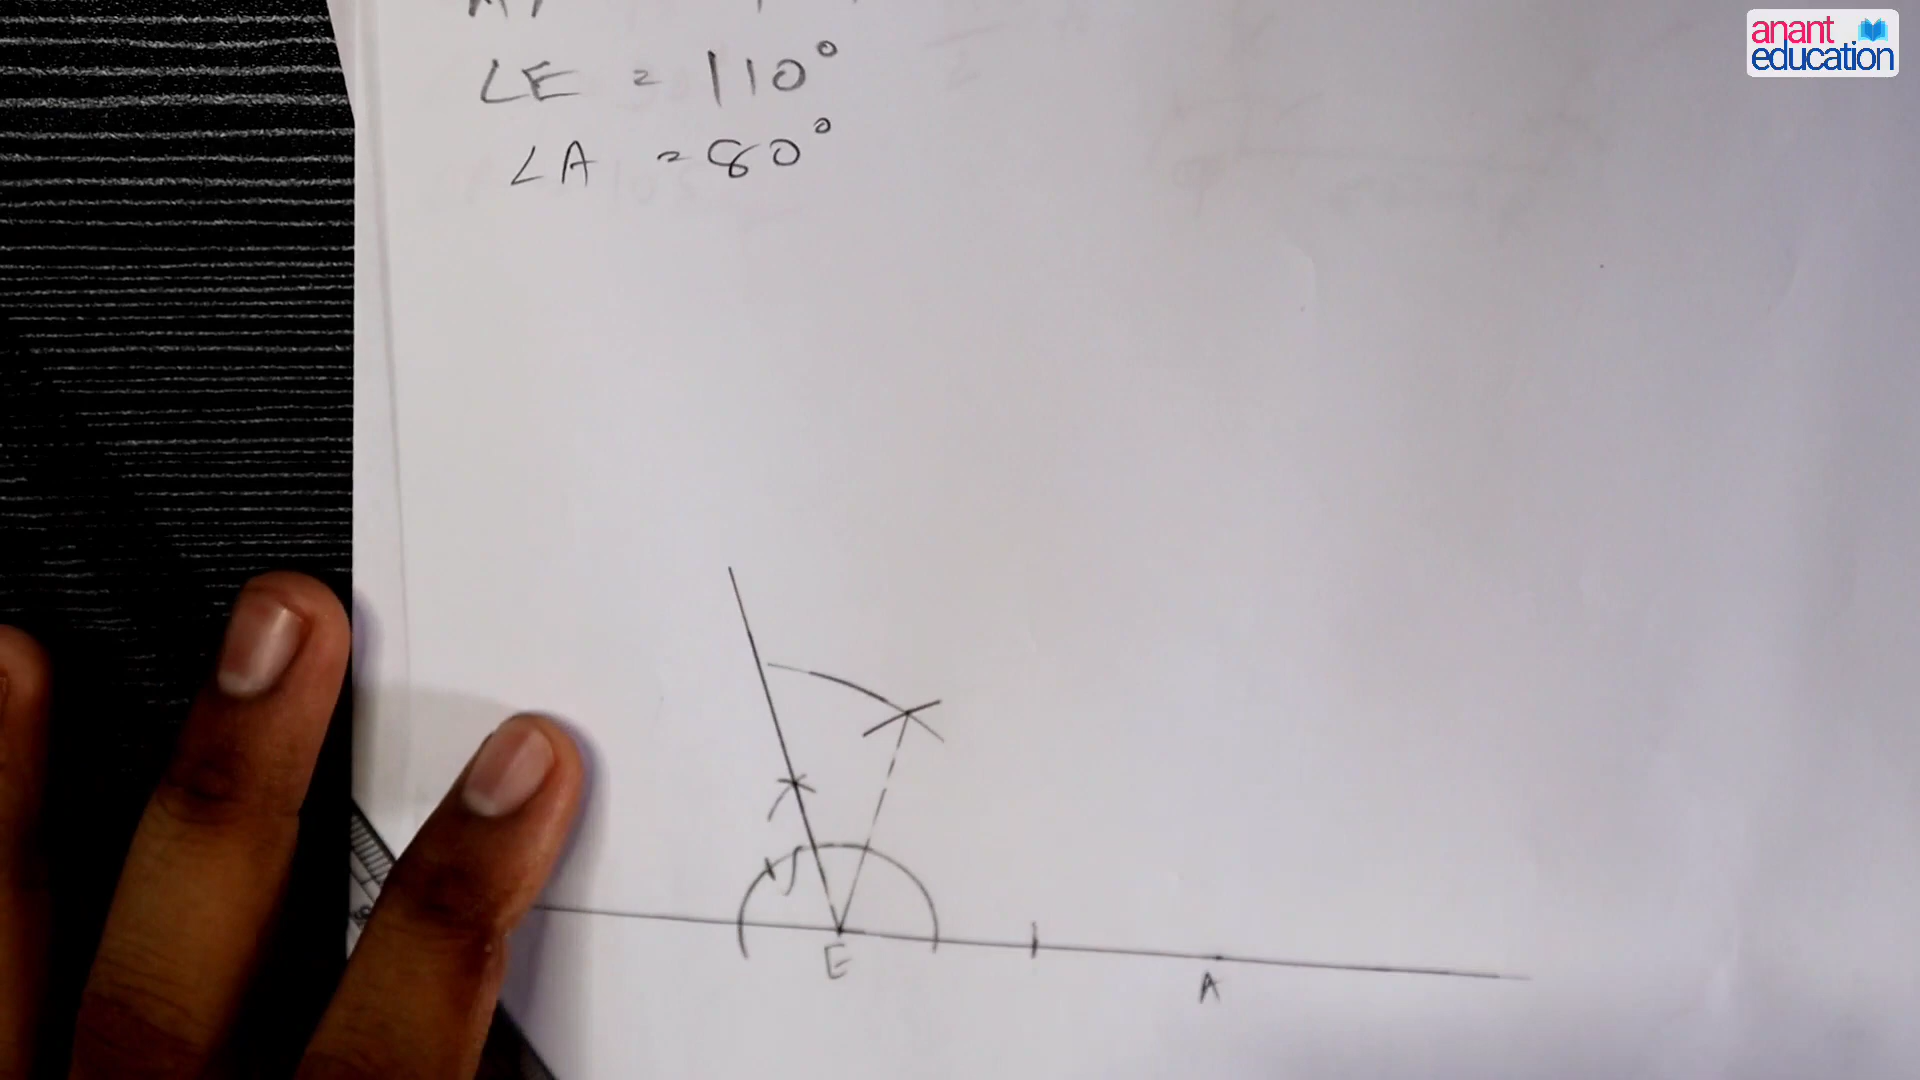 anant
education
∠E = 110°
∠A = 80°
E
A